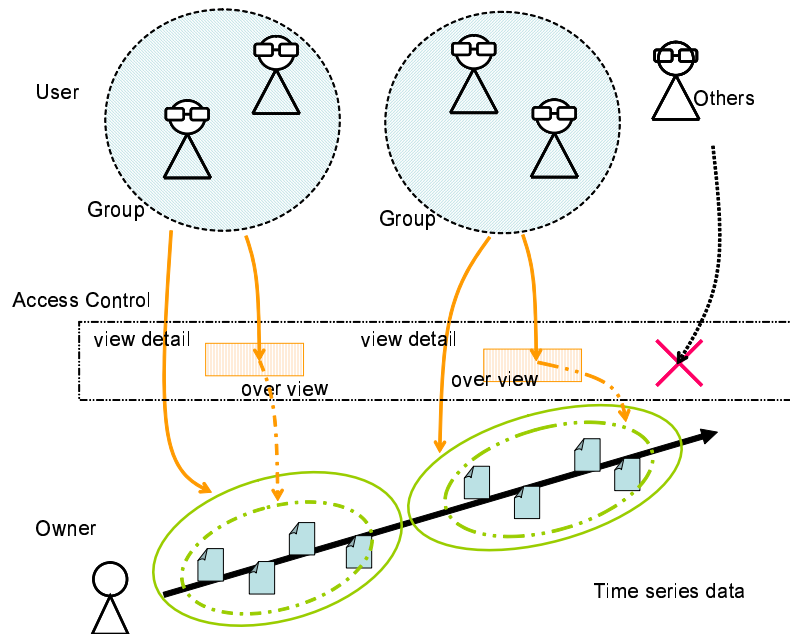 User
Others
Group
Group
Access Control
view detail
view detail
over view
over view
Owner
Time series data